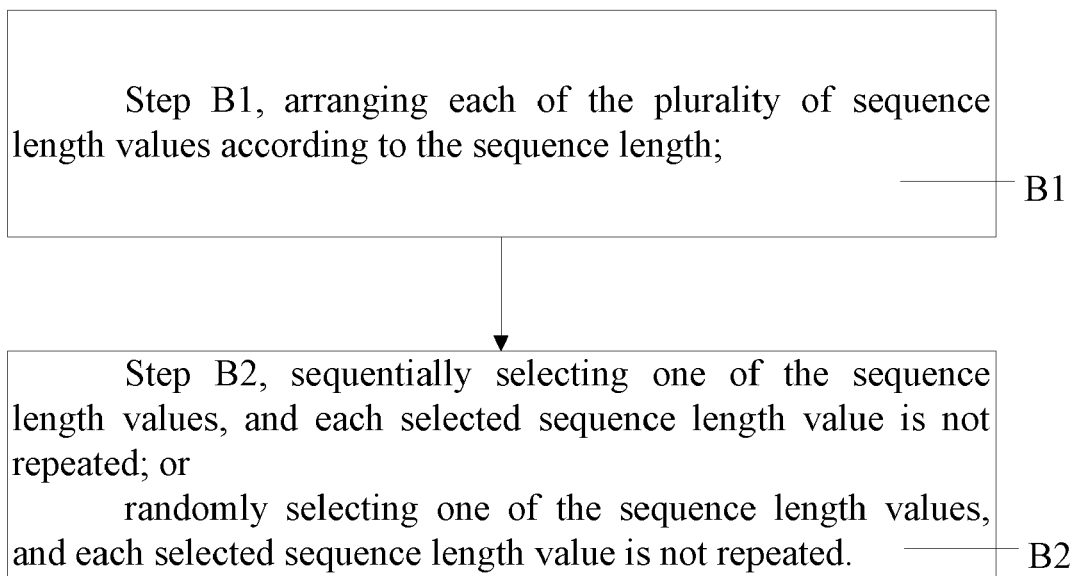 Step B1, arranging each of the plurality of sequence
length values according to the sequence length;
B1
Step B2, sequentially selecting one of the sequence
length values, and each selected sequence length value is not
repeated; or
randomly selecting one of the sequence length values,
and each selected sequence length value is not repeated.
B2